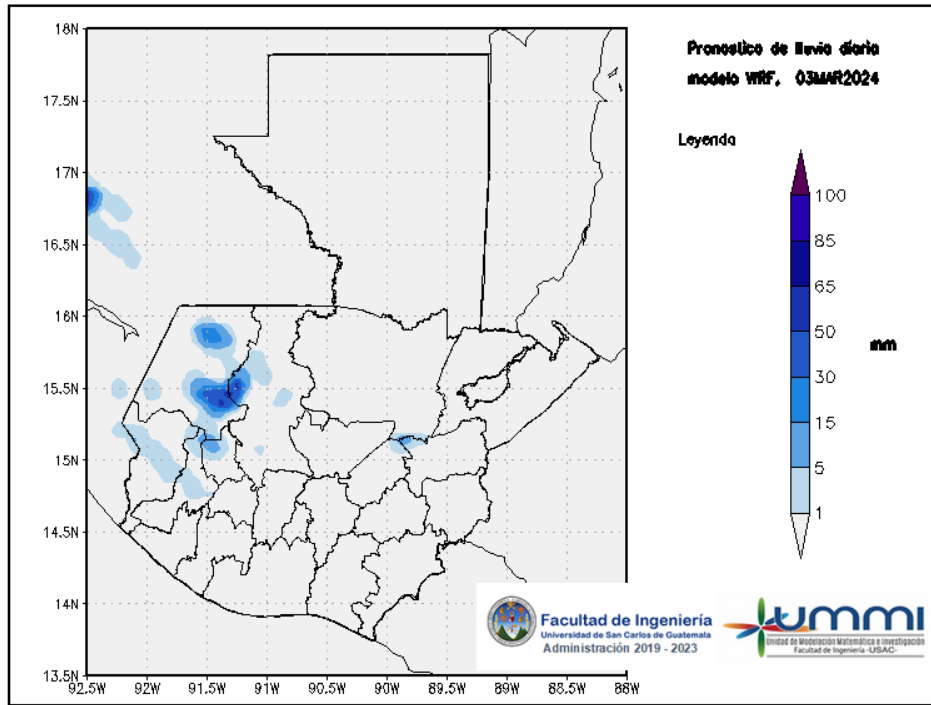 Pronostico de lluvia diaria
modelo WRF, 03MAR2024
Leyenda
100
85
65
50
30
15
5
1
mm
18N
17.5N
17N
16.5N
16N
15.5N
15N
14.5N
14N
13.5N
92.5W 92W 91.5W 91W 90.5W 90W 89.5W 89W 88.5W 88W
Facultad de Ingeniería
Universidad de San Carlos de Guatemala
Administración 2019 - 2023
UMMI
Unidad de Modelación Matemática e Investigación
Facultad de Ingeniería -USAC-